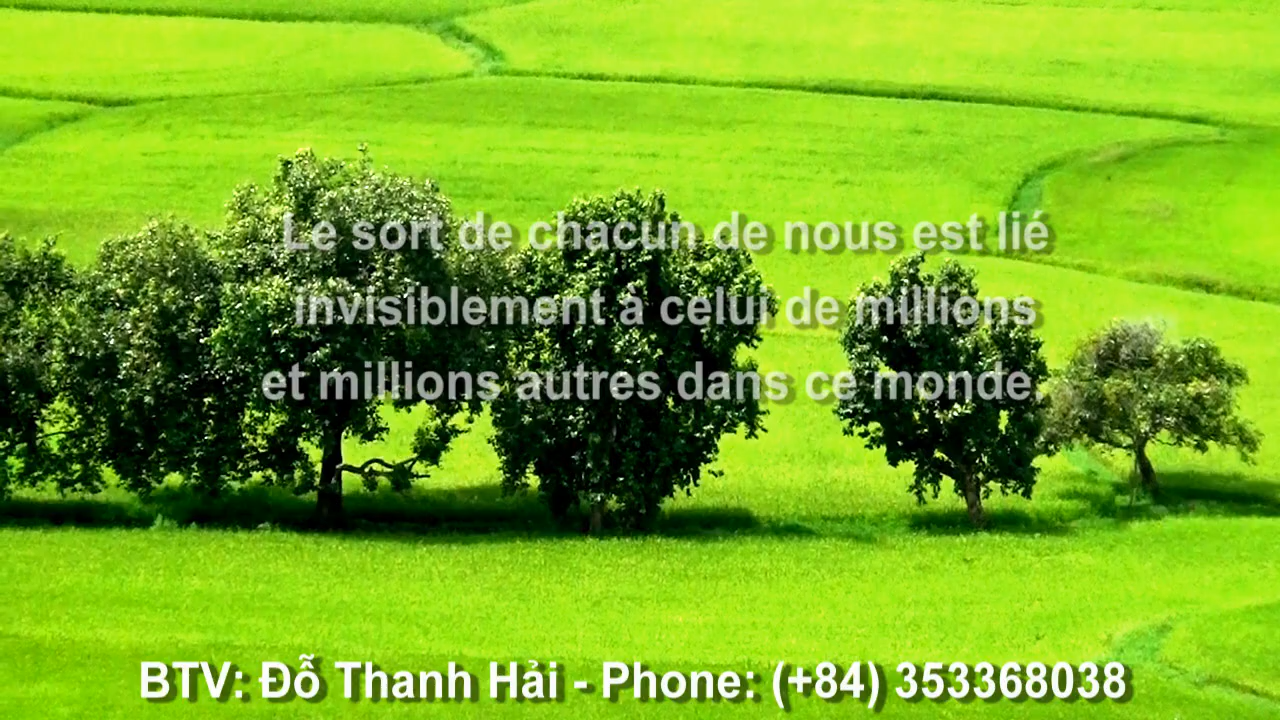 Le sort de chacun de nous est lié
invisiblement à celui de millions
et millions autres dans ce monde
BTV: Đỗ Thanh Hải - Phone: (+84) 353368038